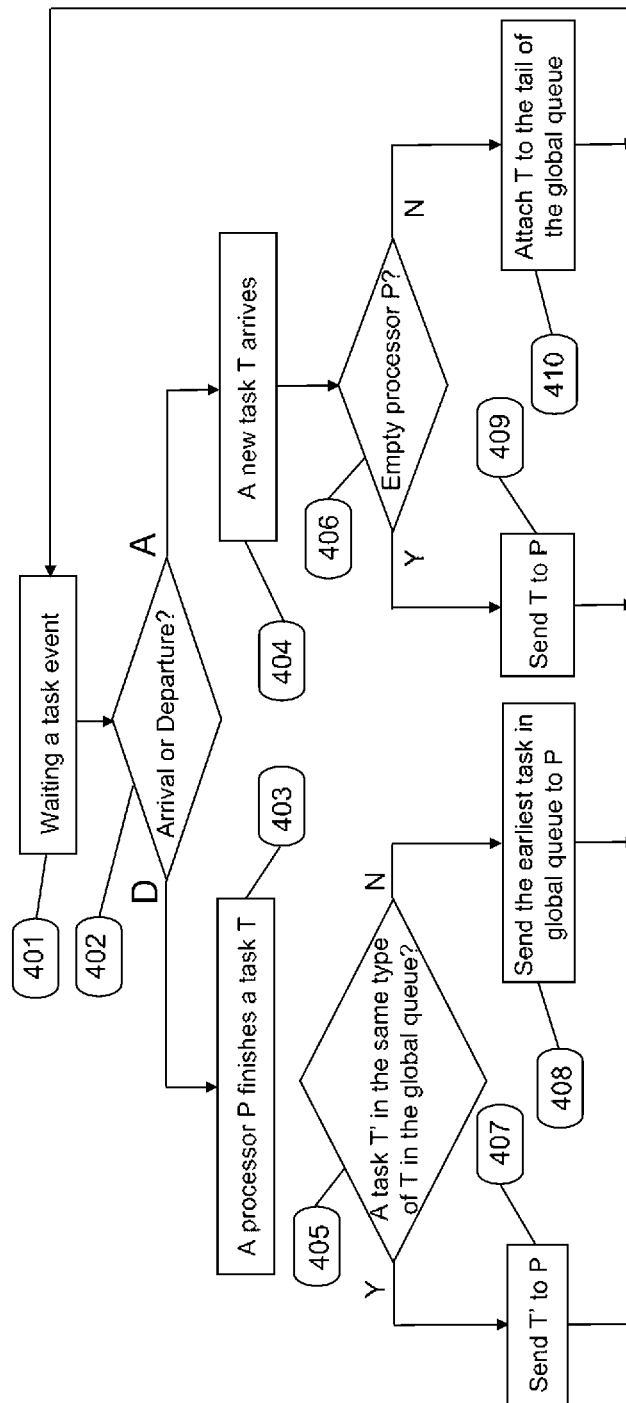 401
Waiting a task event
402
Arrival or Departure?
D
A
403
A processor P finishes a task T
404
A new task T arrives
405
A task T' in the same type
of T in the global queue?
Y
N
406
Empty processor P?
Y
N
407
Send T' to P
408
Send the earliest task in
global queue to P
409
Send T to P
410
Attach T to the tail of
the global queue